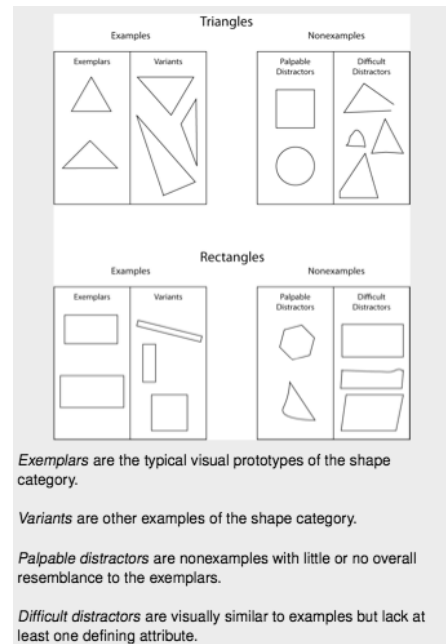 Triangles
Examples
Nonexamples
Exemplars
Variants
Palpable
Distractors
Difficult
Distractors
Rectangles
Examples
Nonexamples
Exemplars
Variants
Palpable
Distractors
Difficult
Distractors
Exemplars are the typical visual prototypes of the shape
category.
Variants are other examples of the shape category.
Palpable distractors are nonexamples with little or no overall
resemblance to the exemplars.
Difficult distractors are visually similar to examples but lack at
least one defining attribute.